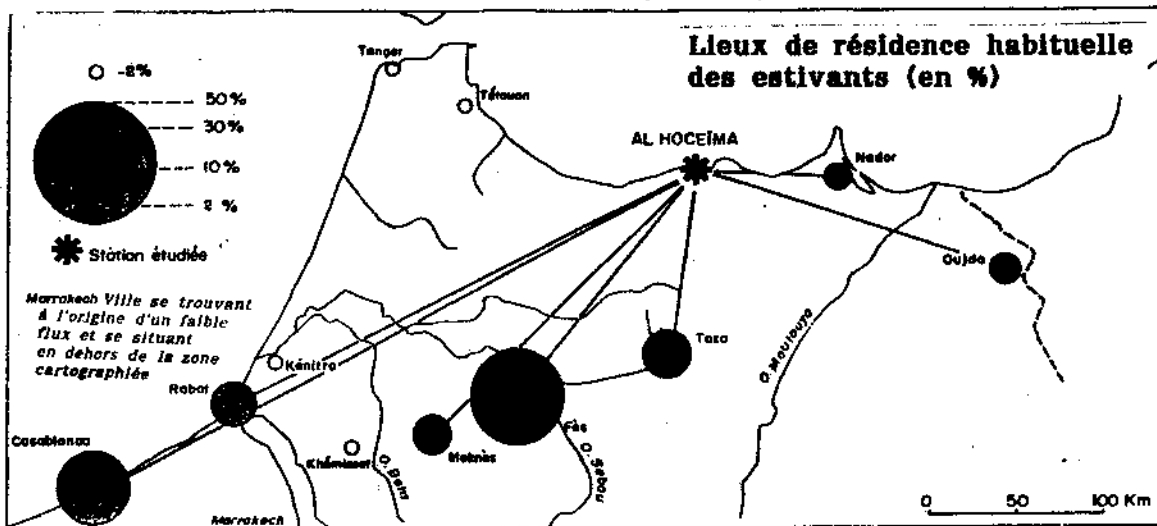 Lieux de résidence habituelle
des estivants (en %)
-2%
50%
30%
10%
2 %
Station étudiée
Marrakech Ville se trouvant
à l'origine d'un faible
flux et se situant
en dehors de la zone
cartographiée
Tanger
Tétouan
AL HOCEÏMA
Nador
Oujda
O. Moulouya
Taza
Fès
O. Sebou
Meknès
Kénitra
Rabat
Casablanca
Khémisset
O. Beht
Marrakech
0 50 100 Km